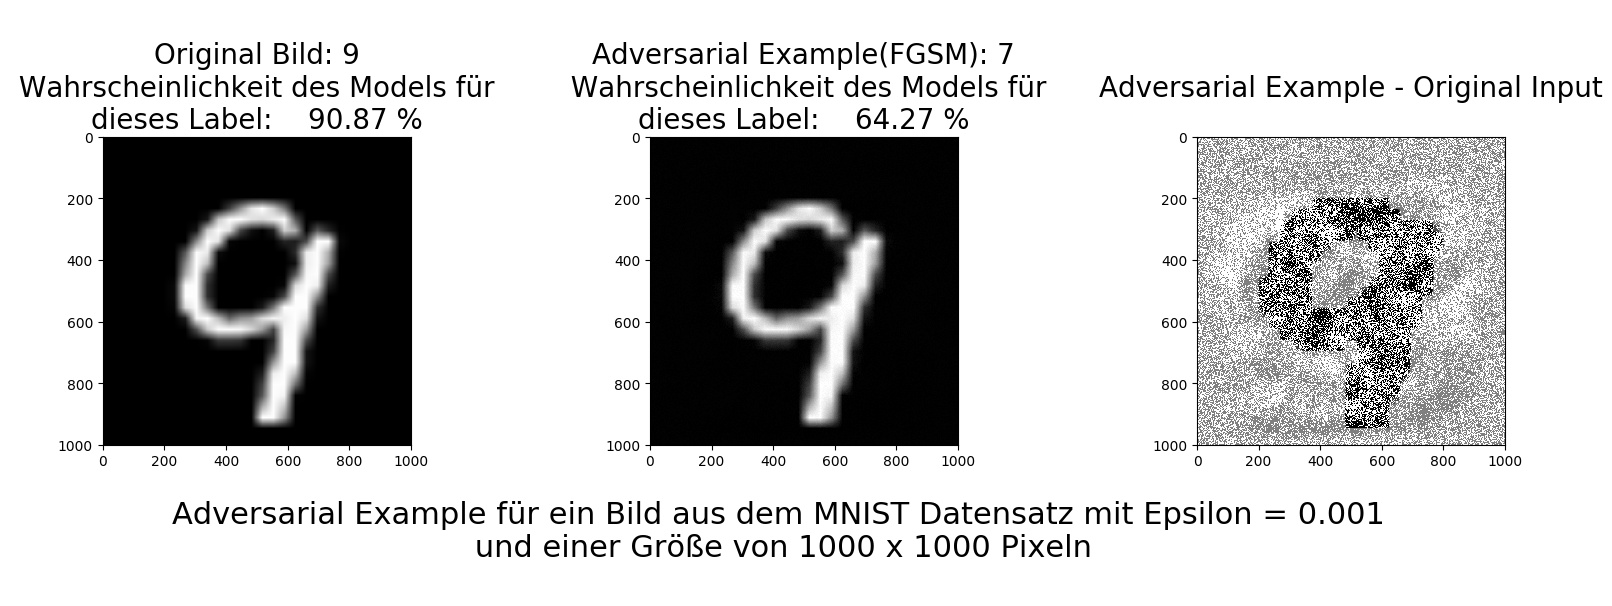 Original Bild: 9
Wahrscheinlichkeit des Models für
dieses Label: 90.87 %
0
200
400
600
800
1000
0 200 400 600 800 1000
Adversarial Example(FGSM): 7
Wahrscheinlichkeit des Models für
dieses Label: 64.27 %
0
200
400
600
800
1000
0 200 400 600 800 1000
Adversarial Example - Original Input
0
200
400
600
800
1000
0 200 400 600 800 1000
9
9
Adversarial Example für ein Bild aus dem MNIST Datensatz mit Epsilon = 0.001
und einer Größe von 1000 x 1000 Pixeln